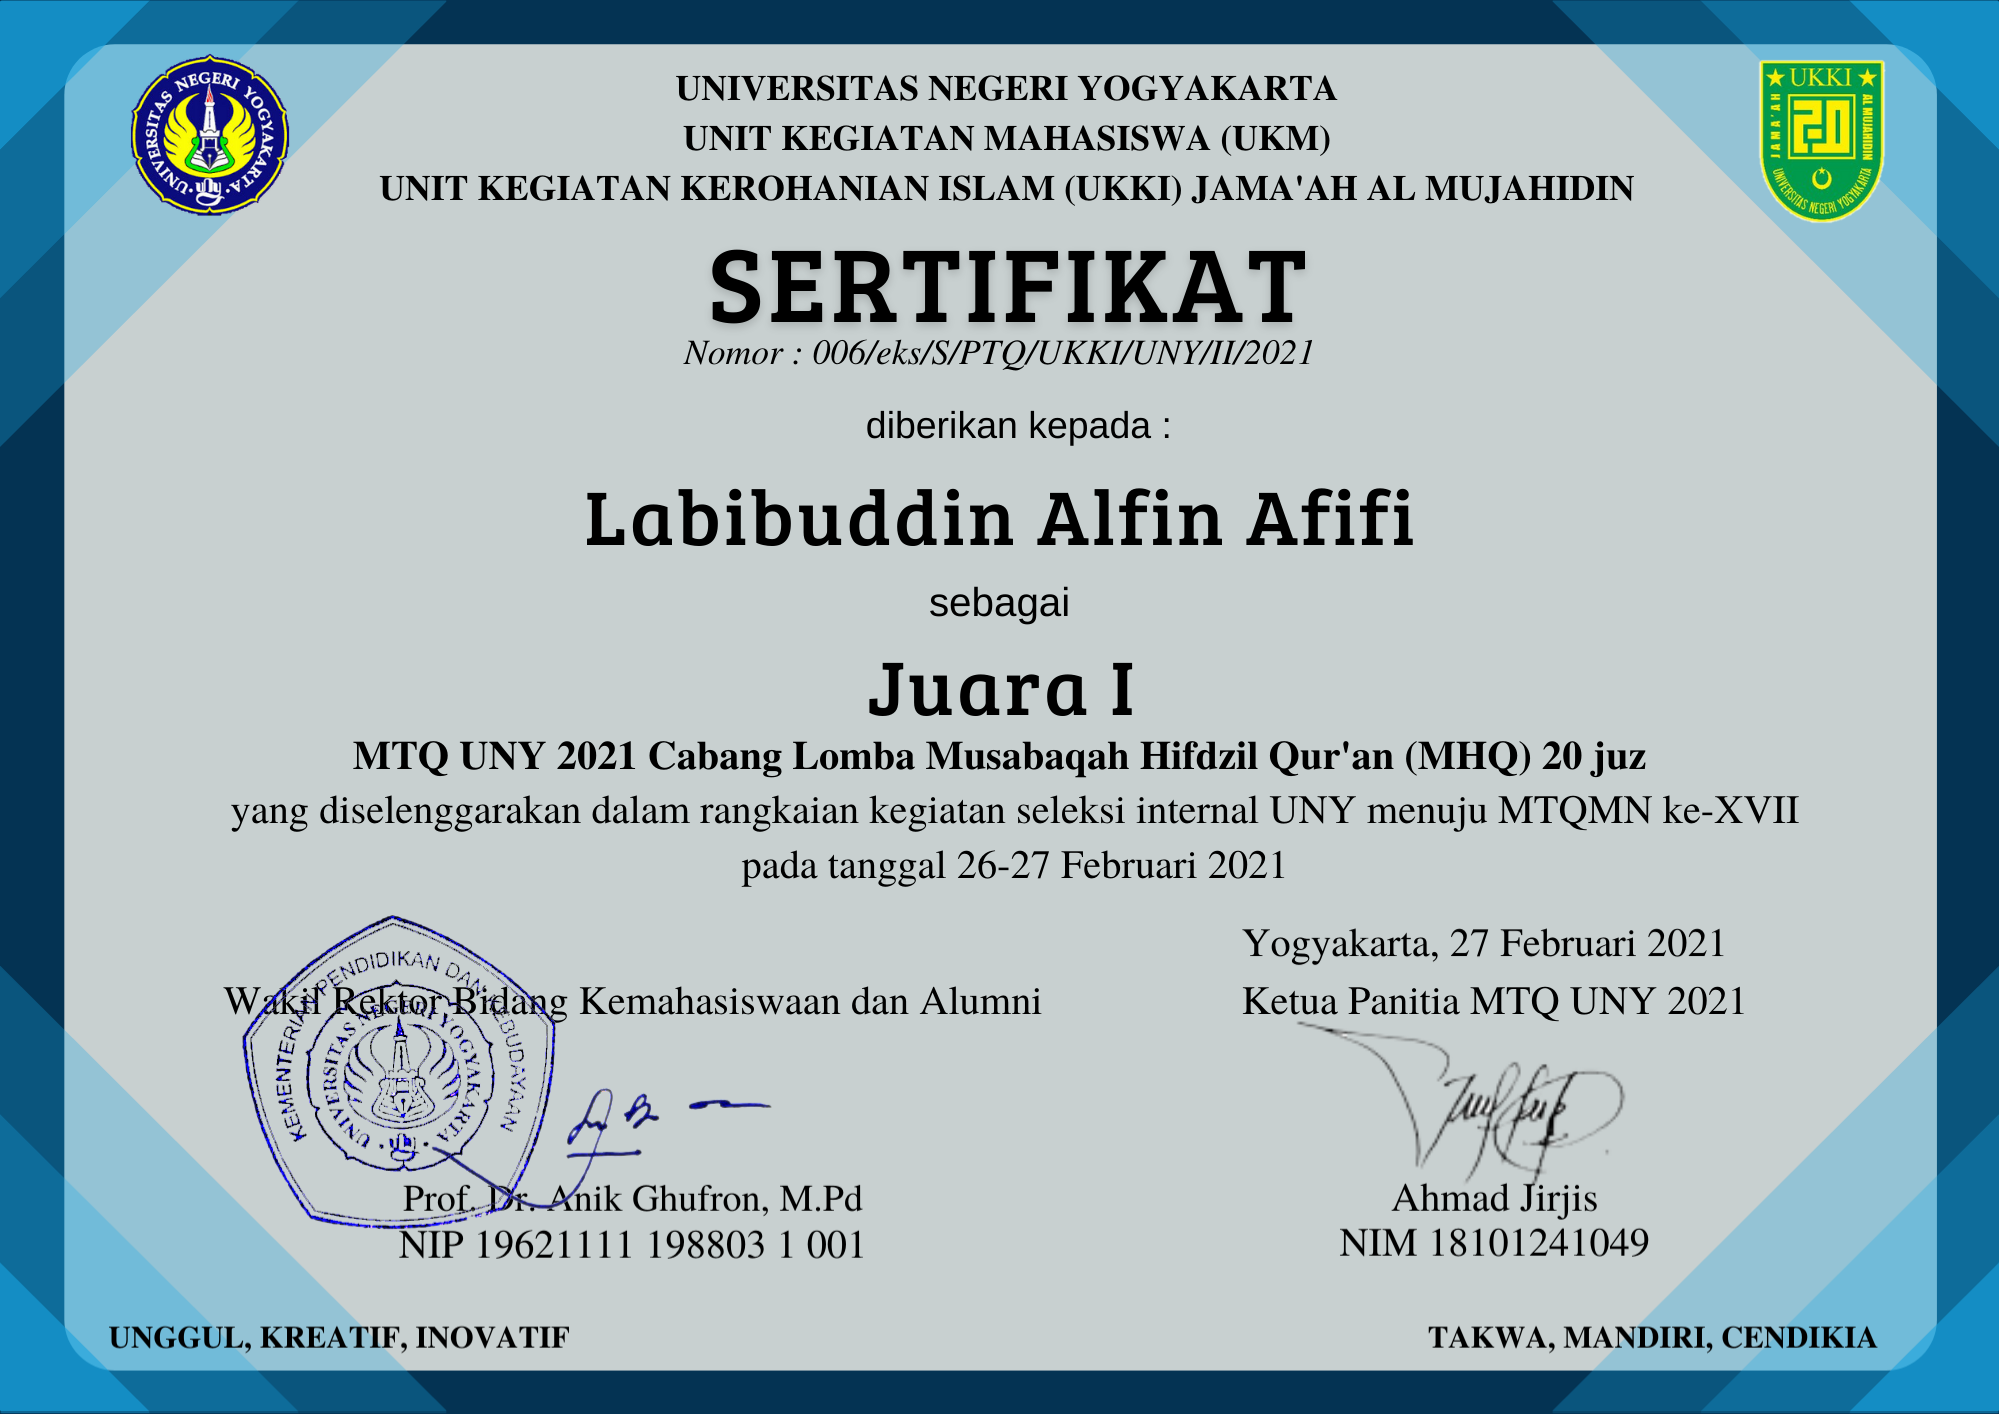 UNIVERSITAS NEGERI YOGYAKARTA
UNIVERSITAS NEGERI YOGYAKARTA
UNIT KEGIATAN MAHASISWA (UKM)
UNIT KEGIATAN KEROHANIAN ISLAM (UKKI) JAMA'AH AL MUJAHIDIN
UKKI
JAMA'AH
AL MUJAHIDIN
UNIVERSITAS NEGERI YOGYAKARTA
SERTIFIKAT
Nomor : 006/eks/S/PTQ/UKKI/UNY/II/2021
diberikan kepada :
Labibuddin Alfin Afifi
sebagai
Juara I
MTQ UNY 2021 Cabang Lomba Musabaqah Hifdzil Qur'an (MHQ) 20 juz
yang diselenggarakan dalam rangkaian kegiatan seleksi internal UNY menuju MTQMN ke-XVII
pada tanggal 26-27 Februari 2021
Yogyakarta, 27 Februari 2021
Wakil Rektor Bidang Kemahasiswaan dan Alumni
Ketua Panitia MTQ UNY 2021
KEMENTERIAN PENDIDIKAN DAN KEBUDAYAAN
UNIVERSITAS NEGERI YOGYAKARTA
Prof. Dr. Anik Ghufron, M.Pd
NIP 19621111 198803 1 001
Ahmad Jirjis
NIM 18101241049
UNGGUL, KREATIF, INOVATIF
TAKWA, MANDIRI, CENDIKIA